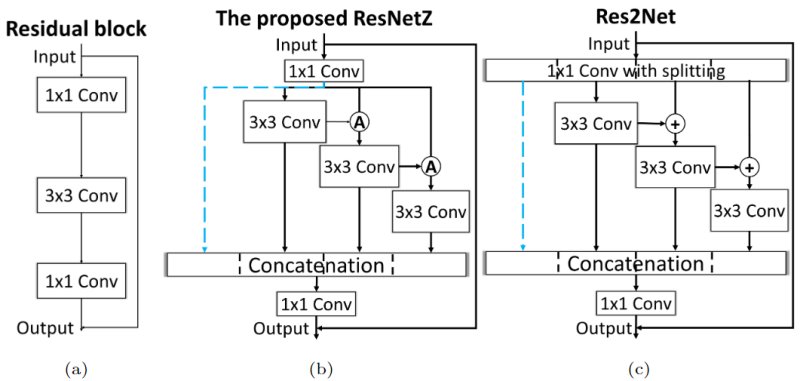 Residual block
Input
1x1 Conv
3x3 Conv
1x1 Conv
Output
(a)
The proposed ResNetZ
Input
1x1 Conv
3x3 Conv
A
3x3 Conv
A
3x3 Conv
Concatenation
1x1 Conv
Output
(b)
Res2Net
Input
1x1 Conv with splitting
3x3 Conv
+
3x3 Conv
+
3x3 Conv
Concatenation
1x1 Conv
Output
(c)